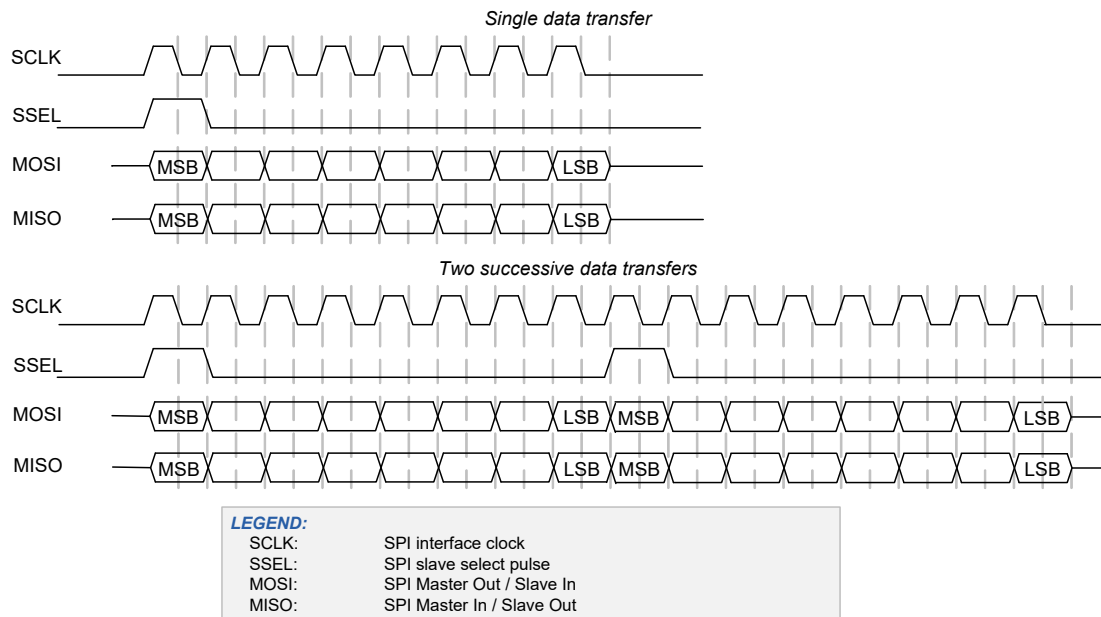 Single data transfer
SCLK
SSEL
MOSI MSB LSB
MISO MSB LSB
Two successive data transfers
SCLK
SSEL
MOSI MSB LSB MSB LSB
MISO MSB LSB MSB LSB
LEGEND:
SCLK: SPI interface clock
SSEL: SPI slave select pulse
MOSI: SPI Master Out / Slave In
MISO: SPI Master In / Slave Out